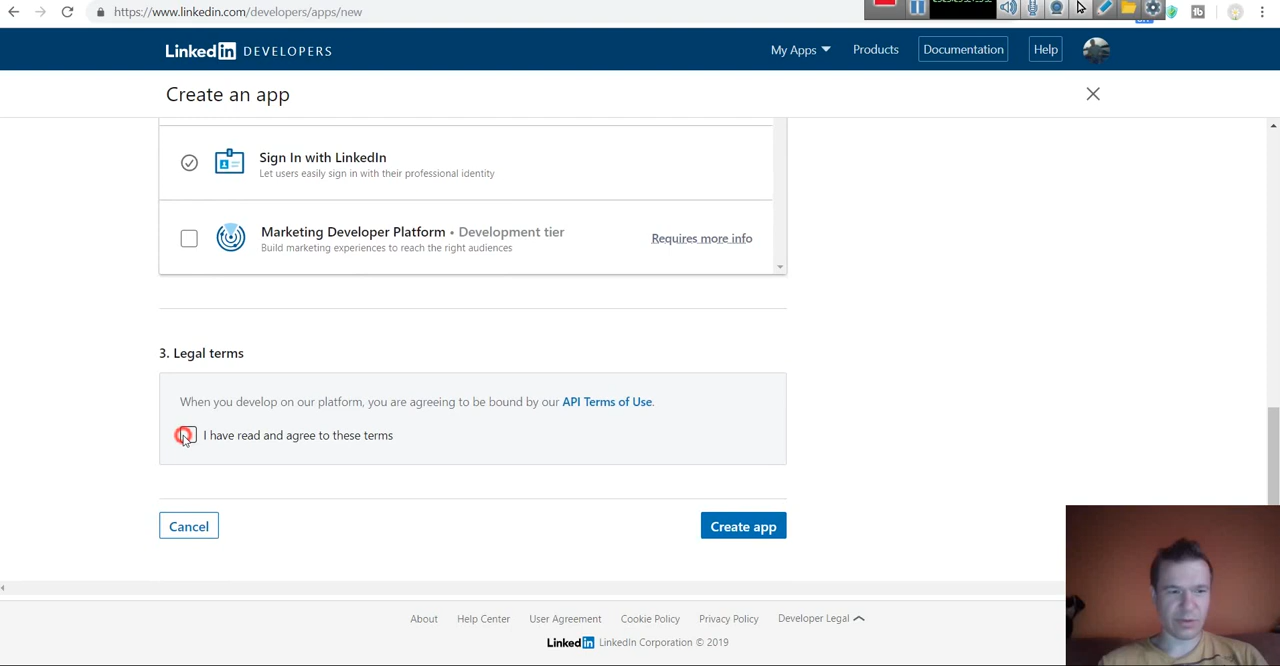 https://www.linkedin.com/developers/apps/new
Linked in DEVELOPERS
My Apps
Products
Documentation
Help
Create an app
Sign In with LinkedIn
Let users easily sign in with their professional identity
Marketing Developer Platform • Development tier
Build marketing experiences to reach the right audiences
Requires more info
3. Legal terms
When you develop on our platform, you are agreeing to be bound by our API Terms of Use.
I have read and agree to these terms
Cancel
Create app
About
Help Center
User Agreement
Cookie Policy
Privacy Policy
Developer Legal
Linked in LinkedIn Corporation © 2019